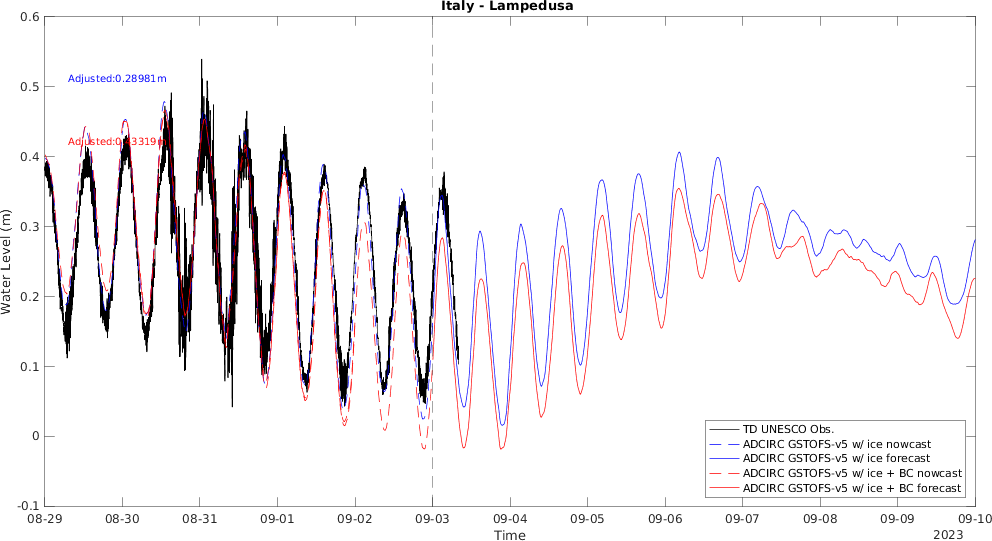 Italy - Lampedusa
0.6
0.5
0.4
0.3
0.2
0.1
0
-0.1
Water Level (m)
Adjusted:0.28981m
3319
TD UNESCO Obs.
ADCIRC GSTOFS-v5 w/ ice nowcast
ADCIRC GSTOFS-v5 w/ ice forecast
ADCIRC GSTOFS-v5 w/ ice + BC nowcast
ADCIRC GSTOFS-v5 w/ ice + BC forecast
08-29 08-30 08-31 09-01 09-02 09-03 09-04 09-05 09-06 09-07 09-08 09-09 09-10
Time
2023